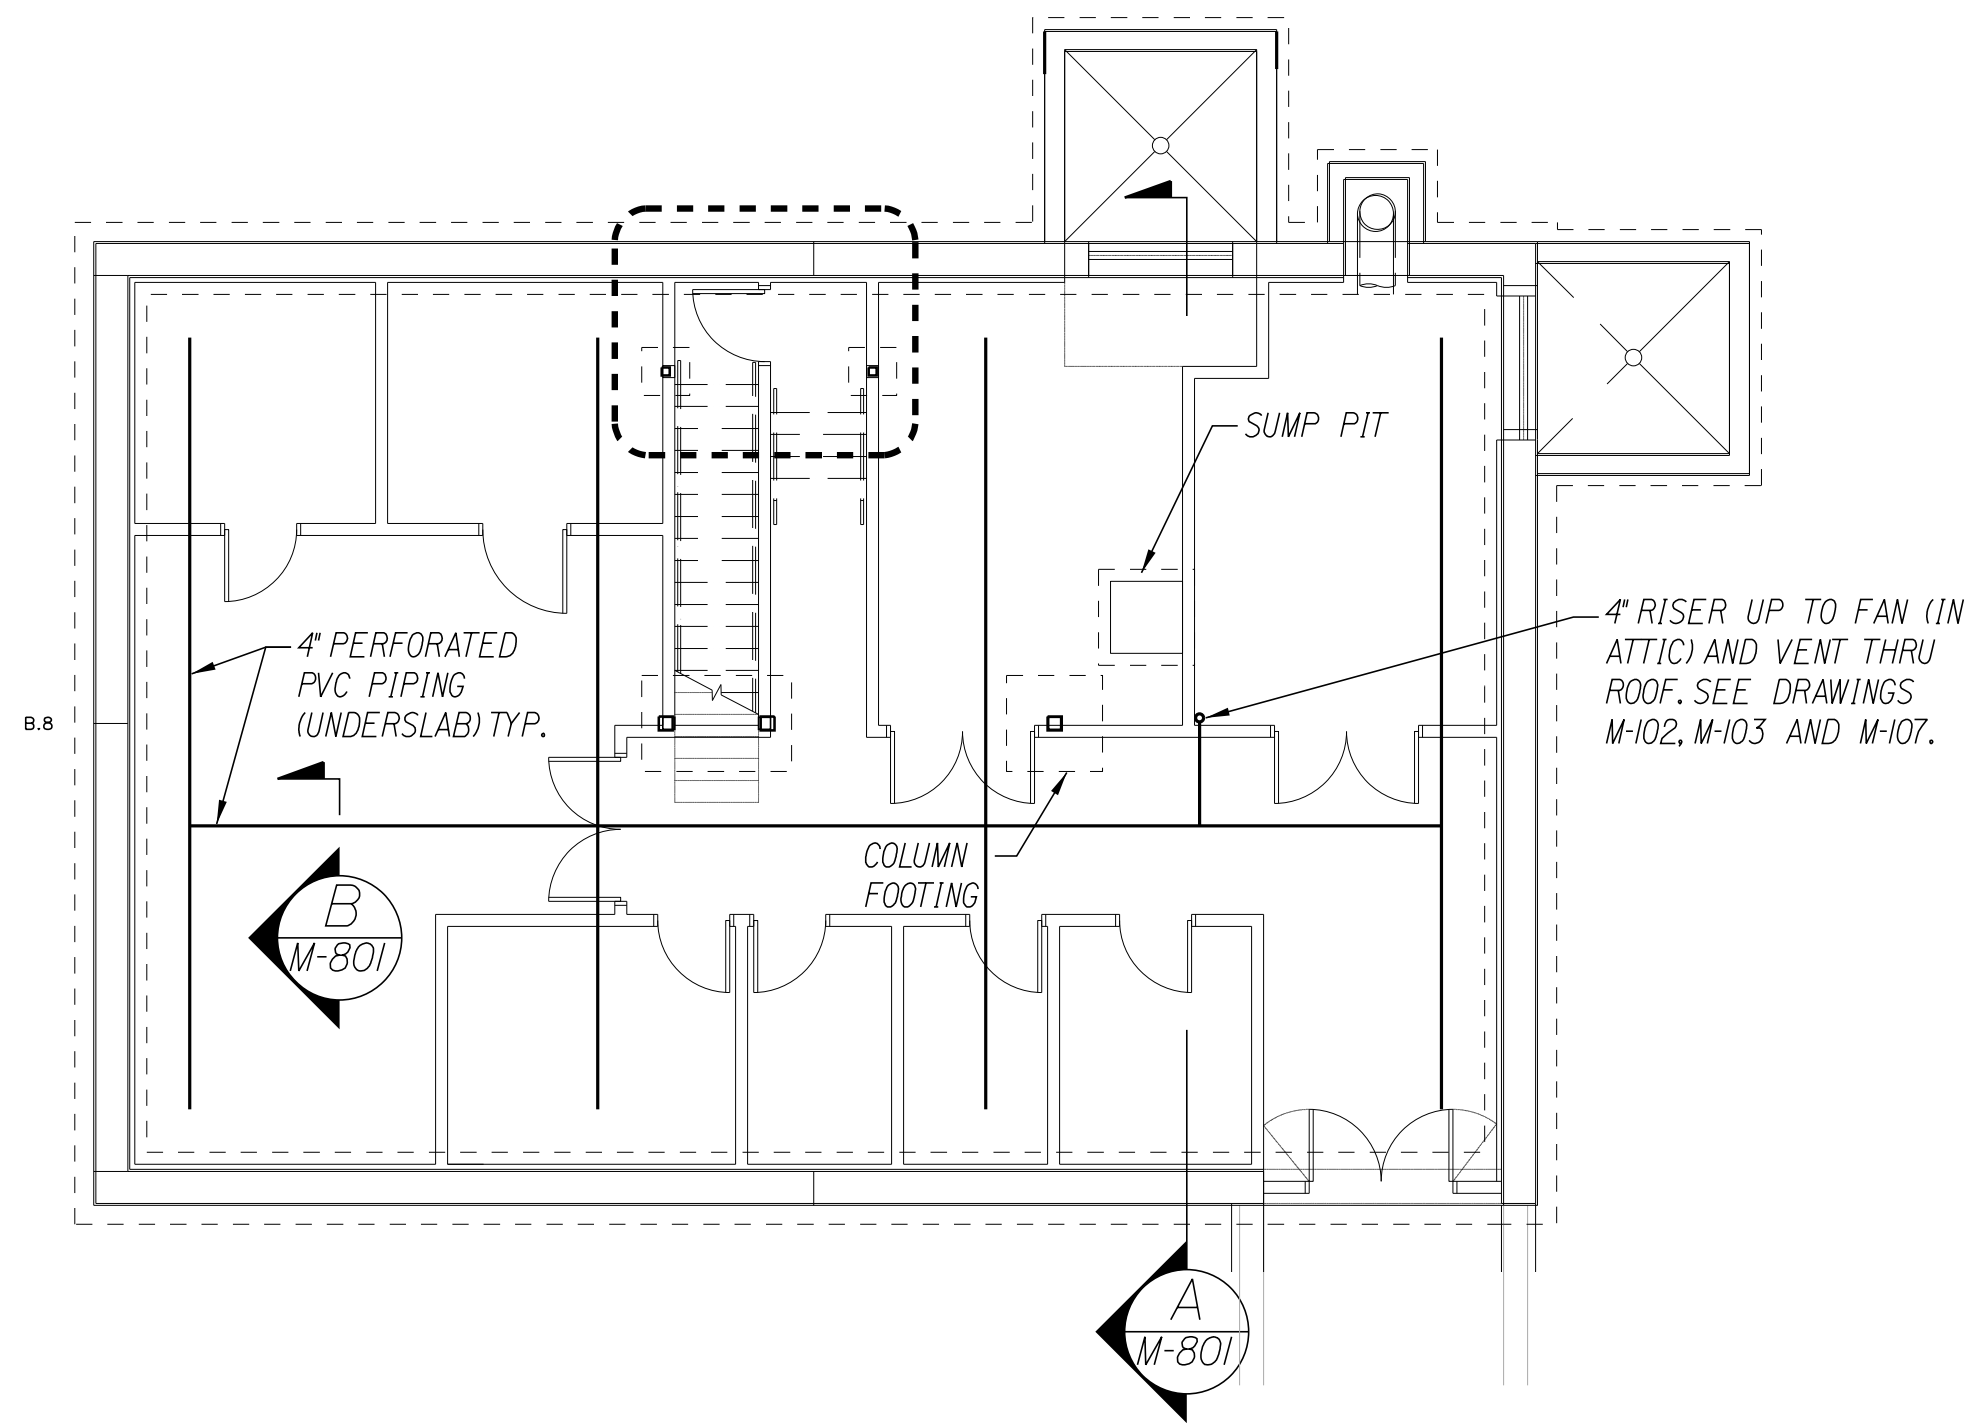 SUMP PIT
4" RISER UP TO FAN (IN
ATTIC) AND VENT THRU
ROOF. SEE DRAWINGS
M-102, M-103 AND M-107.
4" PERFORATED
PVC PIPING
(UNDERSLAB) TYP.
B.8
COLUMN
FOOTING
B
M-801
A
M-801